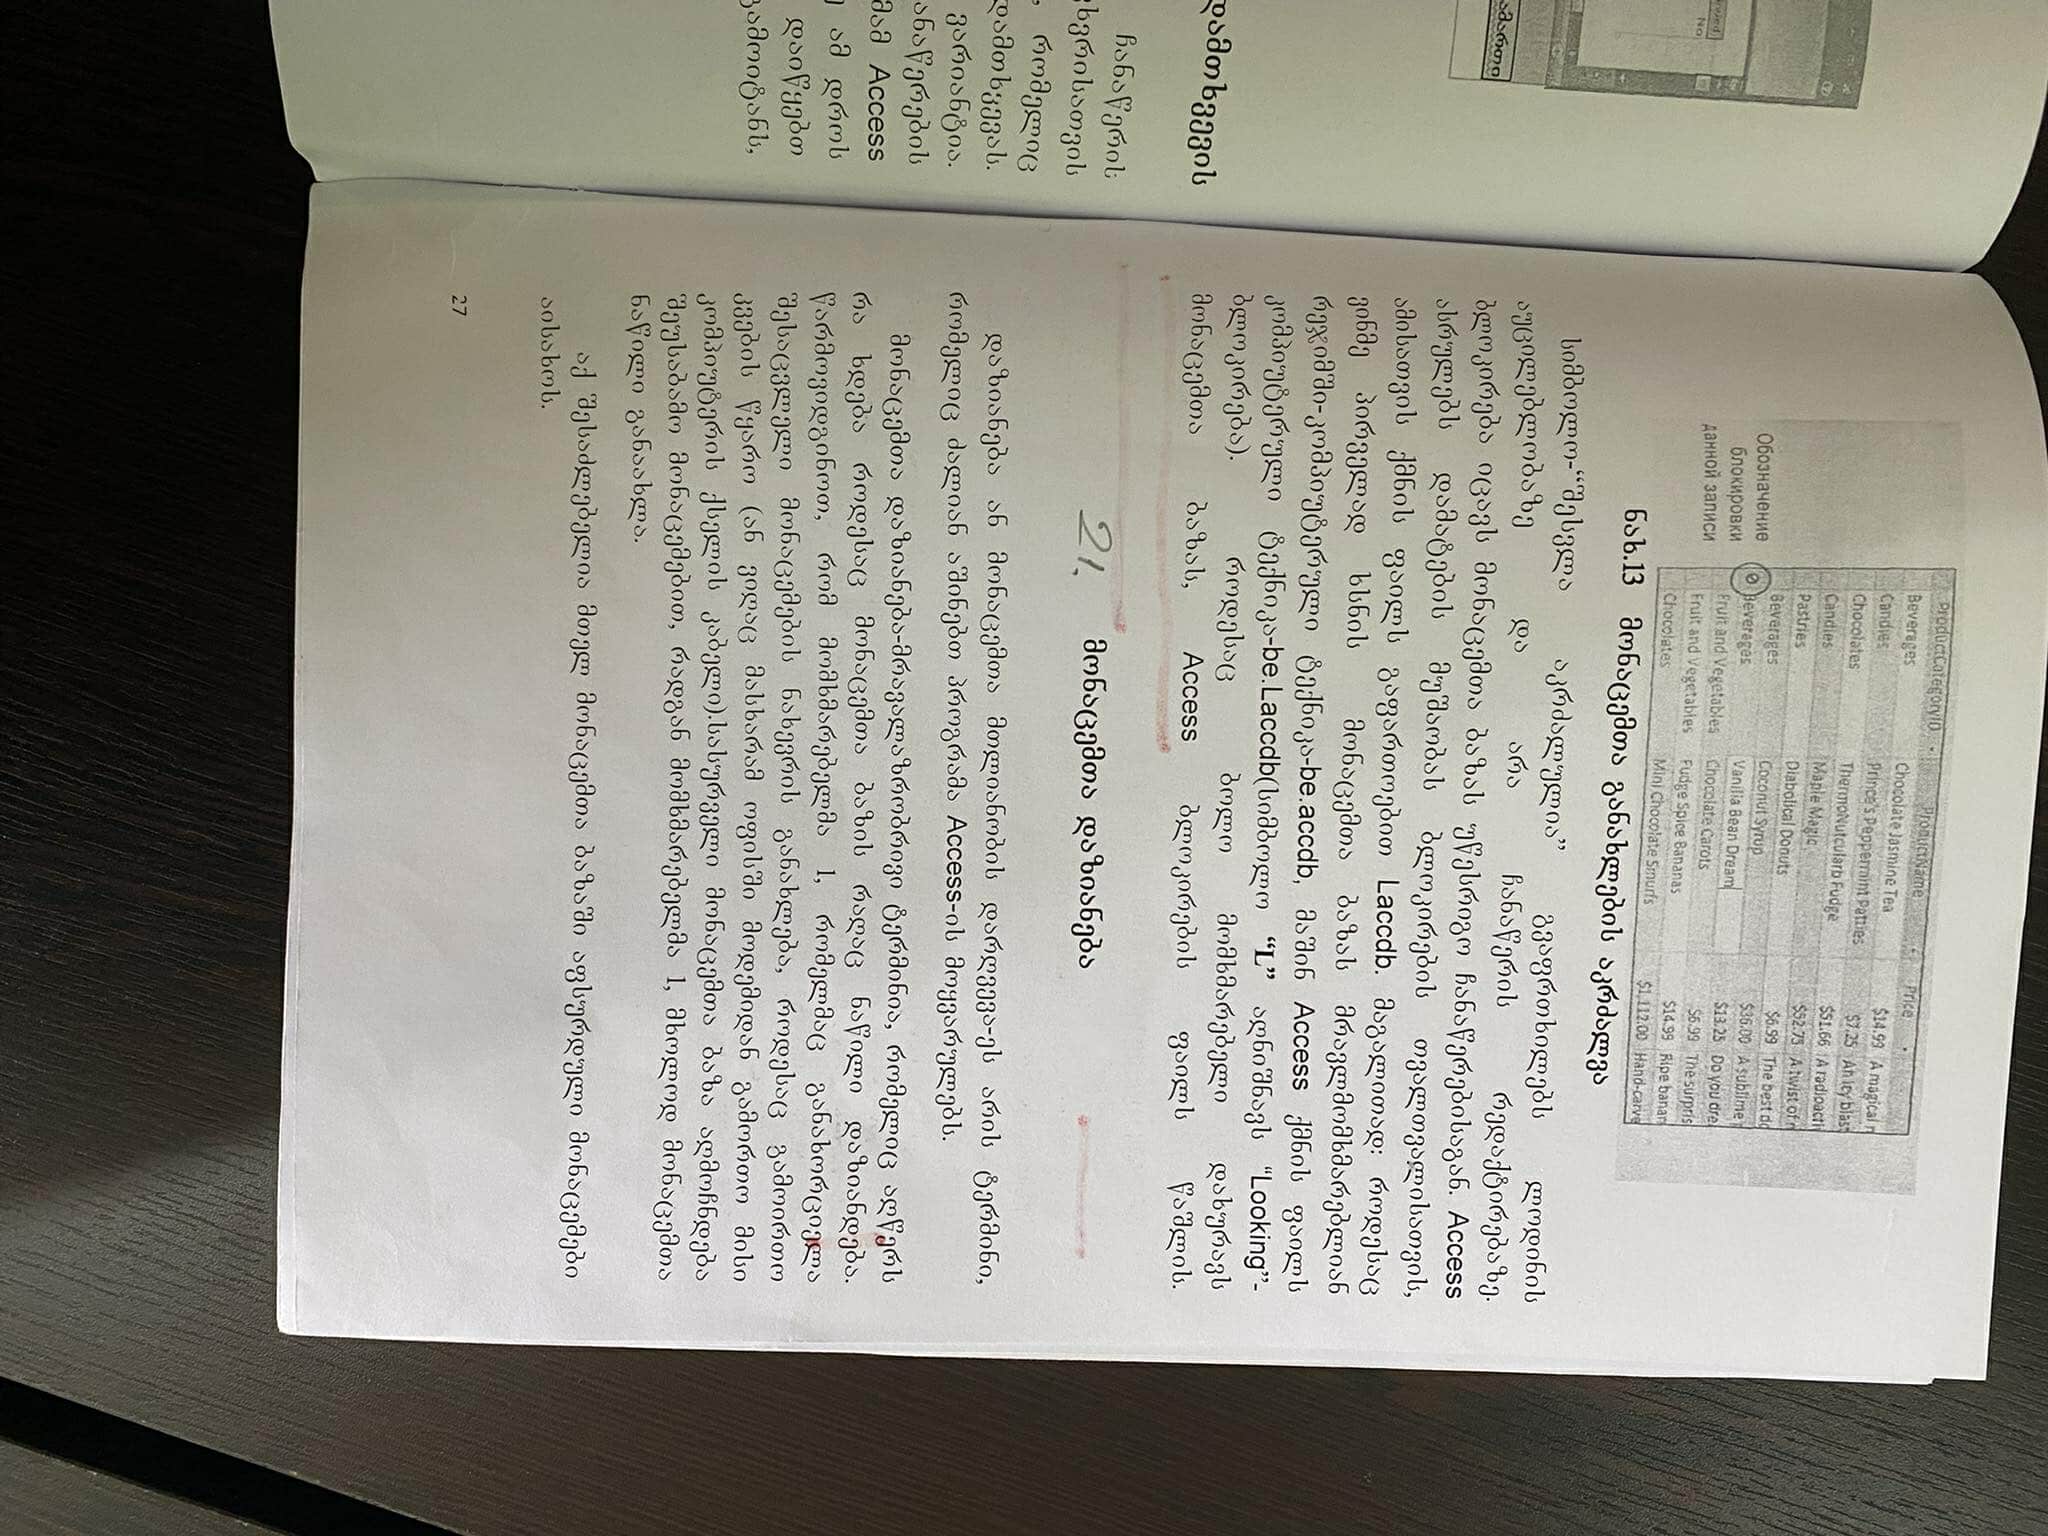 ნიმართი
დამთხვევის
ჩანაწერის
რომელიც
დამთხვევას.
ვარიანტია.
Access
ამ დროს
დაიწყებთ
გამოიტანს,
No
ProductCategoryID ProductName Price
Beverages Chocolate Jasmine Tea $14.99 A magical
Candies Prince's Peppermint Patties $7.25 An icy blast
Chocolates ThermoNutcularb Fudge $51.66 A radioacti
Candies Maple Magic $52.75 A twist of
Pastries Diabolical Donuts $6.99 The best do
Beverages Coconut Syrup $36.00 A sublime
Beverages Vanilla Bean Dream $13.25 Do you dre
Fruit and Vegetables Chocolate Carots $6.99 The surpris
Fruit and Vegetables Fudge Spice Bananas $14.99 Ripe banan
Chocolates Mini Chocolate Smurfs $1,112.00 Hand-carve
Обозначение
блокировки
данной записи
ნახ.13 მონაცემთა განახლების აკრძალვა
სიმბოლო-“შესვლა აკრძალულია” გვაფრთხილებს ლოდინის
აუცილებლობაზე და არა ჩანაწერის რედაქტირებაზე.
ბლოკირება იცავს მონაცემთა ბაზას უწესრიგო ჩანაწერებისაგან. Access
ასრულებს დამატების მუშაობას ბლოკირების თვალთვალისათვის,
ამისათვის ქმნის ფაილს გაფართოებით Laccdb. მაგალითად: როდესაც
ვინმე პირველად ხსნის მონაცემთა ბაზას მრავლმომხმარებლიან
რეჯიმში-კომპიუტერული ტექნიკა-be.accdb, მაშინ Access ქმნის ფაილს
კომპიუტერული ტექნიკა-be.Laccdb(სიმბოლო “L” აღნიშნავს “Looking”-
ბლოკირება). როდესაც ბოლო მომხმარებელი დახურავს
მონაცემთა ბაზას, Access ბლოკირების ფაილს წაშლის.
21. მონაცემთა დაზიანება
დაზიანება ან მონაცემთა მთლიანობის დარღვევა-ეს არის ტერმინი,
რომელიც ძალიან აშინებთ პროგრამა Access-ის მოყვარულებს.
მონაცემთა დაზიანება-მრავალაზრობრივი ტერმინია, რომელიც აღწერს
რა ხდება როდესაც მონაცემთა ბაზის რაღაც ნაწილი დაზიანდება.
წარმოვიდგინოთ, რომ მომხმარებელმა 1, რომელმაც განახორციელა
შესაცვლელი მონაცემების ნახევრის განახლება, როდესაც გამოირთო
კვების წყარო (ან ვიღაც მასხარამ ოფისში მოდემიდან გამორთო მისი
კომპიუტერის ქსელის კაბელი).სასურველი მონაცემთა ბაზა აღმოჩნდება
შეუსაბამო მონაცემებით, რადგან მომხმარებელმა 1, მხოლოდ მონაცემთა
ნაწილი განაახლა.
აქ შესაძლებელია მთელ მონაცემთა ბაზაში აფსურდული მონაცემები
აისახოს.
27